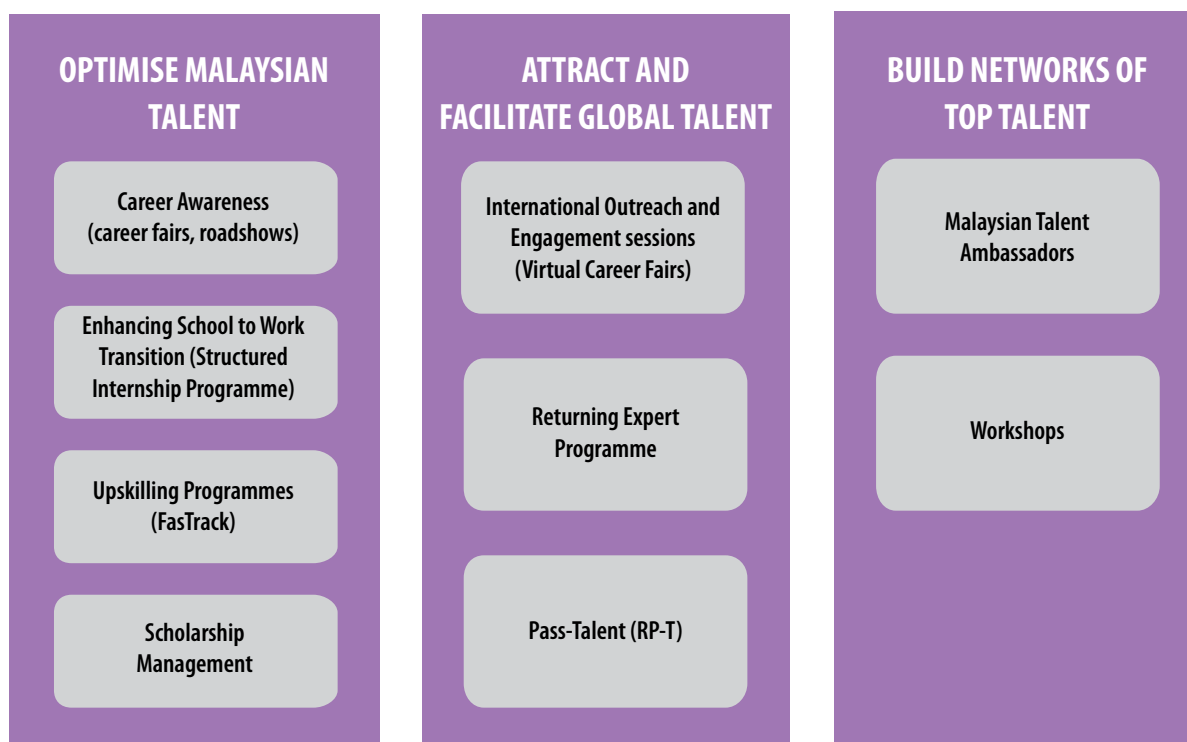 OPTIMISE MALAYSIAN
TALENT
Career Awareness
(career fairs, roadshows)
Enhancing School to Work
Transition (Structured
Internship Programme)
Upskilling Programmes
(FasTrack)
Scholarship
Management
ATTRACT AND
FACILITATE GLOBAL TALENT
International Outreach and
Engagement sessions
(Virtual Career Fairs)
Returning Expert
Programme
Pass-Talent (RP-T)
BUILD NETWORKS OF
TOP TALENT
Malaysian Talent
Ambassadors
Workshops